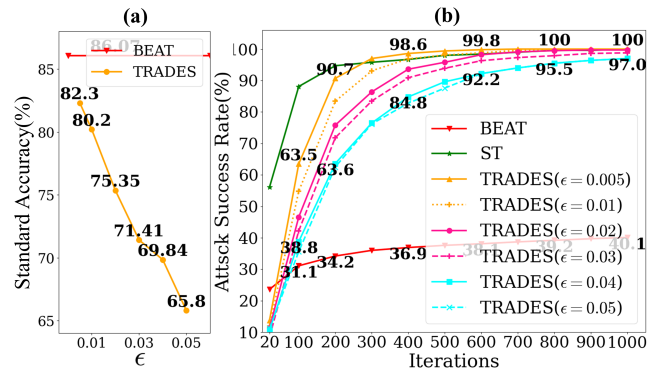 (a)
Standard Accuracy(%)
85
80
75
70
65
86.07
BEAT
TRADES
82.3
80.2
75.35
71.41
69.84
65.8
0.01
0.03
0.05
ϵ
(b)
Attsck Success Rate(%)
100
90
80
70
60
50
40
30
20
10
90.7
98.6
99.8
100
100
63.5
84.8
92.2
95.5
97.0
38.8
63.6
31.1
34.2
36.9
39.2
40.1
BEAT
ST
TRADES(ϵ = 0.005)
TRADES(ϵ = 0.01)
TRADES(ϵ = 0.02)
TRADES(ϵ = 0.03)
TRADES(ϵ = 0.04)
TRADES(ϵ = 0.05)
20 100 200 300 400 500 600 700 800 900 1000
Iterations